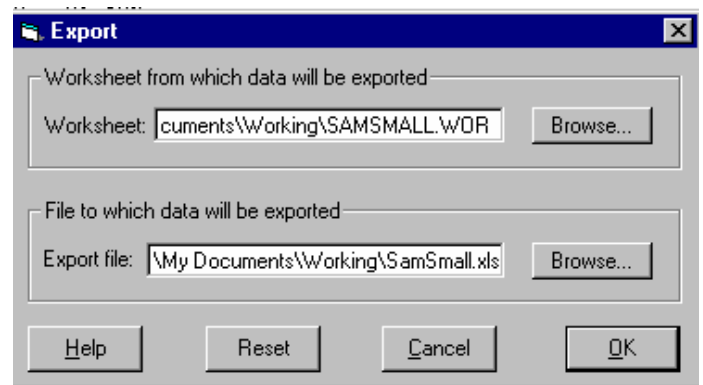 Export
Worksheet from which data will be exported
Worksheet: cuments\Working\SAMSMALL.WOR Browse...
File to which data will be exported
Export file: \My Documents\Working\SamSmall.xls Browse...
Help Reset Cancel OK